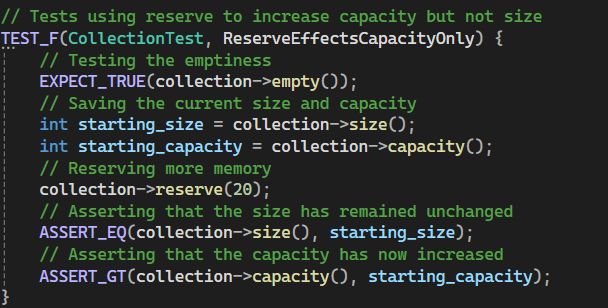 // Tests using reserve to increase capacity but not size
TEST_F(CollectionTest, ReserveEffectsCapacityOnly) {
    // Testing the emptiness
    EXPECT_TRUE(collection->empty());
    // Saving the current size and capacity
    int starting_size = collection->size();
    int starting_capacity = collection->capacity();
    // Reserving more memory
    collection->reserve(20);
    // Asserting that the size has remained unchanged
    ASSERT_EQ(collection->size(), starting_size);
    // Asserting that the capacity has now increased
    ASSERT_GT(collection->capacity(), starting_capacity);
}